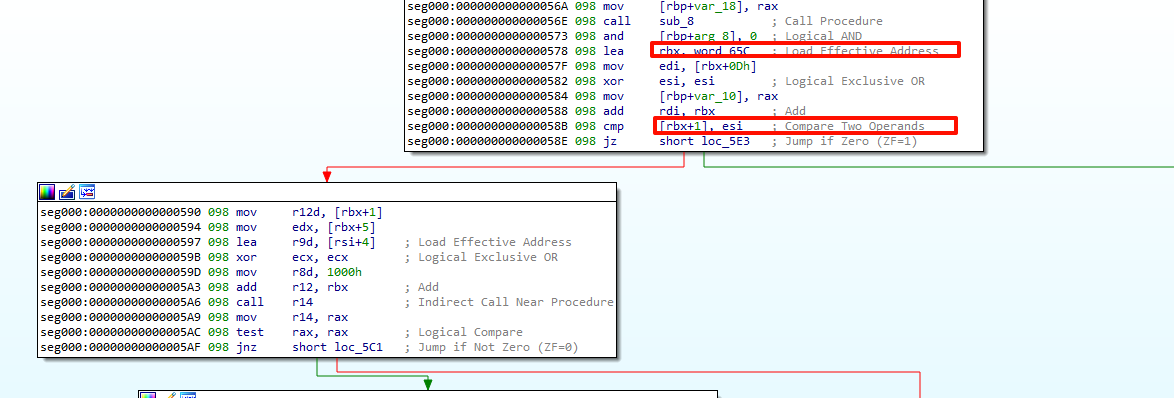 seg000:000000000000056A 098 mov [rbp+var_18], rax
seg000:000000000000056E 098 call sub_8 ; Call Procedure
seg000:0000000000000573 098 and [rbp+arg_8], 0 ; Logical AND
seg000:0000000000000578 098 lea rbx, word_65C ; Load Effective Address
seg000:000000000000057F 098 mov edi, [rbx+0Dh]
seg000:0000000000000582 098 xor esi, esi ; Logical Exclusive OR
seg000:0000000000000584 098 mov [rbp+var_10], rax
seg000:0000000000000588 098 add rdi, rbx ; Add
seg000:000000000000058B 098 cmp [rbx+1], esi ; Compare Two Operands
seg000:000000000000058E 098 jz short loc_5E3 ; Jump if Zero (ZF=1)
seg000:0000000000000590 098 mov r12d, [rbx+1]
seg000:0000000000000594 098 mov edx, [rbx+5]
seg000:0000000000000597 098 lea r9d, [rsi+4] ; Load Effective Address
seg000:000000000000059B 098 xor ecx, ecx ; Logical Exclusive OR
seg000:000000000000059D 098 mov r8d, 1000h
seg000:00000000000005A3 098 add r12, rbx ; Add
seg000:00000000000005A6 098 call r14 ; Indirect Call Near Procedure
seg000:00000000000005A9 098 mov r14, rax
seg000:00000000000005AC 098 test rax, rax ; Logical Compare
seg000:00000000000005AF 098 jnz short loc_5C1 ; Jump if Not Zero (ZF=0)